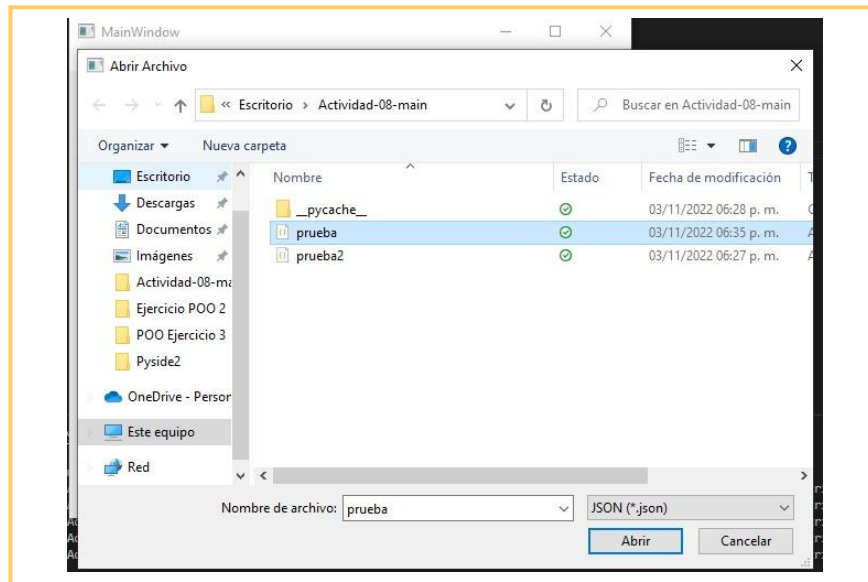 MainWindow
Abrir Archivo
« Escritorio > Actividad-08-main
Buscar en Actividad-08-main
Organizar
Nueva carpeta
Escritorio
Descargas
Documentos
Imágenes
Actividad-08-ma
Ejercicio POO 2
POO Ejercicio 3
Pyside2
OneDrive - Person
Este equipo
Red
Nombre
Estado
Fecha de modificación
__pycache__
03/11/2022 06:28 p. m.
prueba
03/11/2022 06:35 p. m.
prueba2
03/11/2022 06:27 p. m.
Nombre de archivo:
prueba
JSON (*.json)
Abrir
Cancelar